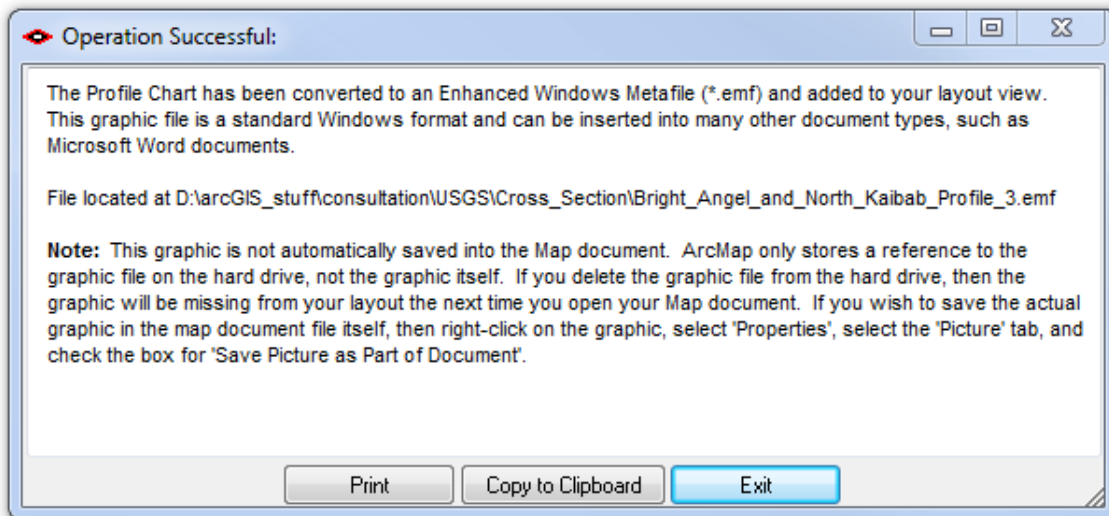 Operation Successful:
The Profile Chart has been converted to an Enhanced Windows Metafile (*.emf) and added to your layout view.
This graphic file is a standard Windows format and can be inserted into many other document types, such as
Microsoft Word documents.
File located at D:\arcGIS_stuff\consultation\USGS\Cross_Section\Bright_Angel_and_North_Kaibab_Profile_3.emf
Note: This graphic is not automatically saved into the Map document. ArcMap only stores a reference to the
graphic file on the hard drive, not the graphic itself. If you delete the graphic file from the hard drive, then the
graphic will be missing from your layout the next time you open your Map document. If you wish to save the actual
graphic in the map document file itself, then right-click on the graphic, select 'Properties', select the 'Picture' tab, and
check the box for 'Save Picture as Part of Document'.
Print Copy to Clipboard Exit